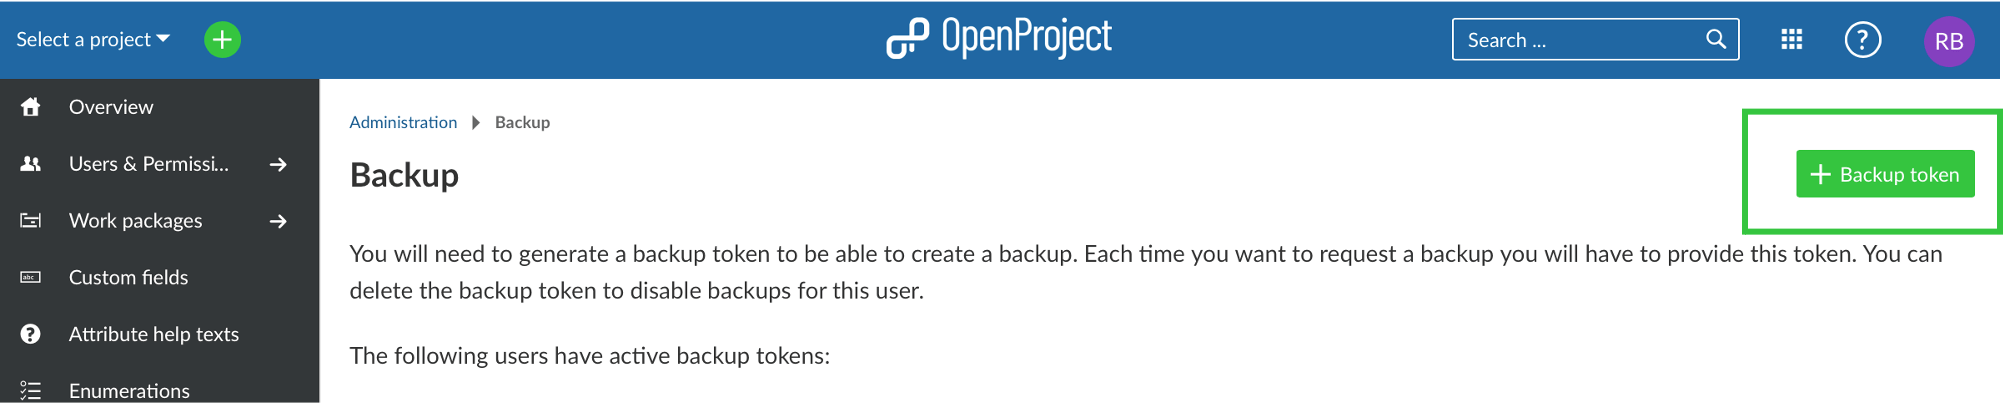 Select a project
OpenProject
Search ...
?
RB
Overview
Users & Permissi...
Work packages
abc
Custom fields
?
Attribute help texts
Enumerations
Administration
Backup
Backup
+ Backup token
You will need to generate a backup token to be able to create a backup. Each time you want to request a backup you will have to provide this token. You can
delete the backup token to disable backups for this user.
The following users have active backup tokens: